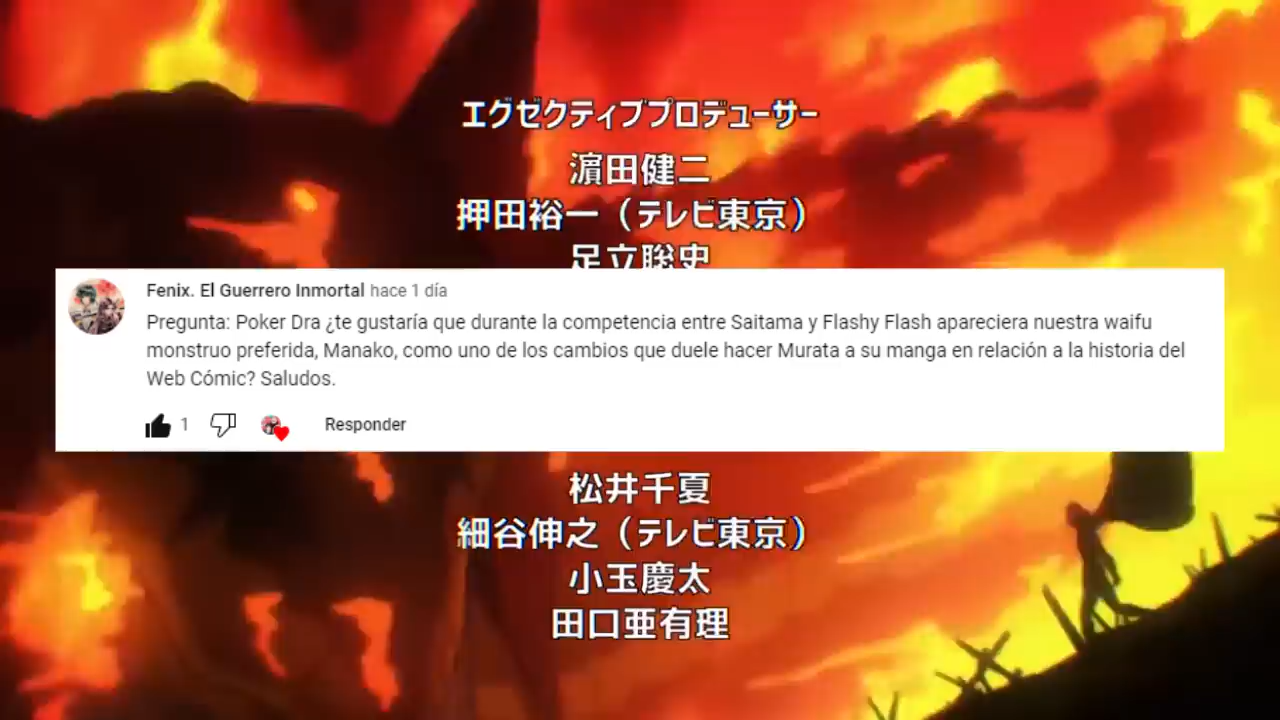 エグゼクティブプロデューサー
濵田健二
押田裕一（テレビ東京）
足立聡史
Fenix. El Guerrero Inmortal hace 1 día
Pregunta: Poker Dra ¿te gustaría que durante la competencia entre Saitama y Flashy Flash apareciera nuestra waifu
monstruo preferida, Manako, como uno de los cambios que duele hacer Murata a su manga en relación a la historia del
Web Cómic? Saludos.
1 Responder
松井千夏
細谷伸之（テレビ東京）
小玉慶太
田口亜有理